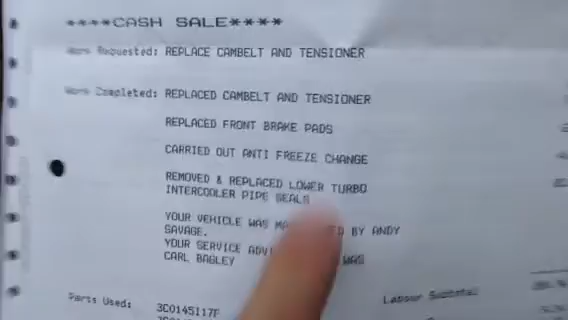 ****CASH SALE****
Work Requested: REPLACE CAMBELT AND TENSIONER
Work Completed: REPLACED CAMBELT AND TENSIONER
REPLACED FRONT BRAKE PADS
CARRIED OUT ANTI FREEZE CHANGE
REMOVED & REPLACED LOWER TURBO
INTERCOOLER PIPE SEALS
YOUR VEHICLE WAS BY ANDY
SAVAGE.
YOUR SERVICE WAS
CARL BAGLEY
Labour Subtotal
Parts Used: 3C0145117F